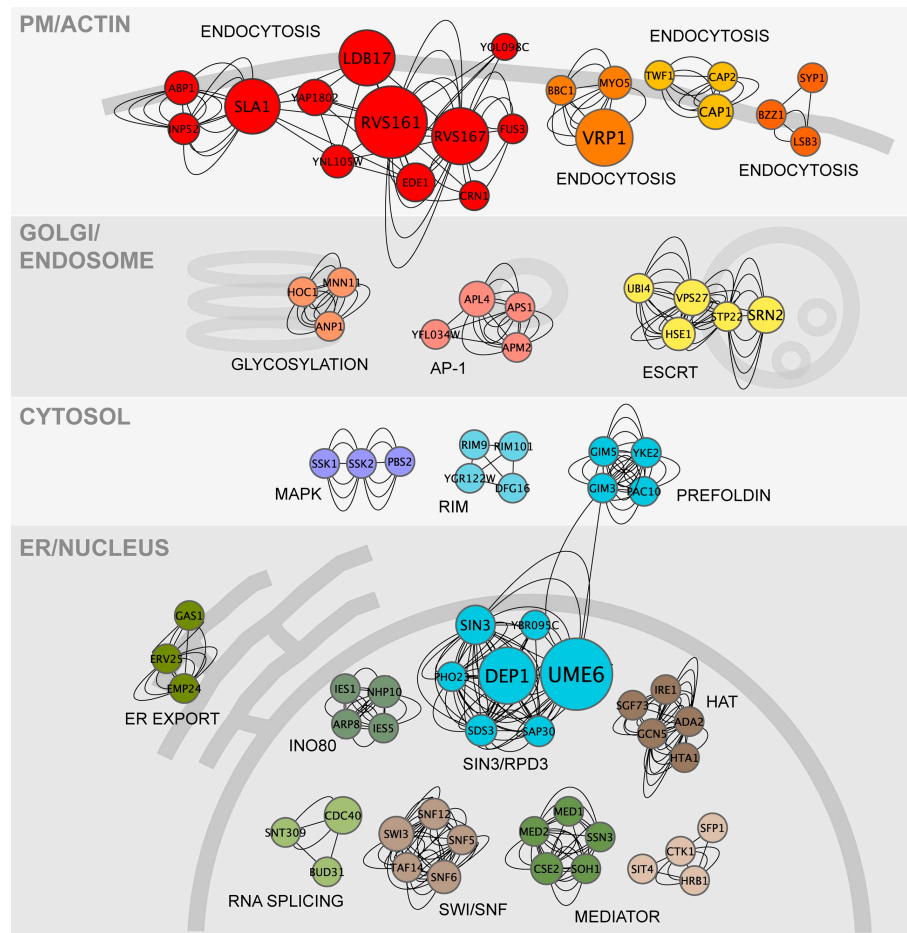 PM/ACTIN
ENDOCYTOSIS
ENDOCYTOSIS
YOL098C
LDB17
ABP1
SLA1
YAP1802
INP52
RVS161
RVS167
FUS3
YNL105W
EDE1
CRN1
BBC1
MYO5
VRP1
ENDOCYTOSIS
TWF1
CAP2
CAP1
SYP1
BZZ1
LSB3
ENDOCYTOSIS
GOLGI/
ENDOSOME
HOC1
MNN11
ANP1
GLYCOSYLATION
APL4
APS1
YFL034W
APM2
AP-1
UBI4
VPS27
STP22
SRN2
HSE1
ESCRT
CYTOSOL
SSK1
SSK2
PBS2
MAPK
RIM9
RIM101
YGR122W
DFG16
RIM
GIM5
YKE2
GIM3
PAC10
PREFOLDIN
ER/NUCLEUS
GAS1
ERV25
EMP24
ER EXPORT
IES1
NHP10
ARP8
IES5
INO80
SIN3
YBR095C
PHO23
DEP1
UME6
SDS3
SAP30
SIN3/RPD3
IRE1
HAT
SGF73
ADA2
GCN5
HTA1
CDC40
SNT309
BUD31
RNA SPLICING
SNF12
SWI3
SNF5
TAF14
SNF6
SWI/SNF
MED1
MED2
SSN3
CSE2
SOH1
MEDIATOR
SFP1
CTK1
SIT4
HRB1